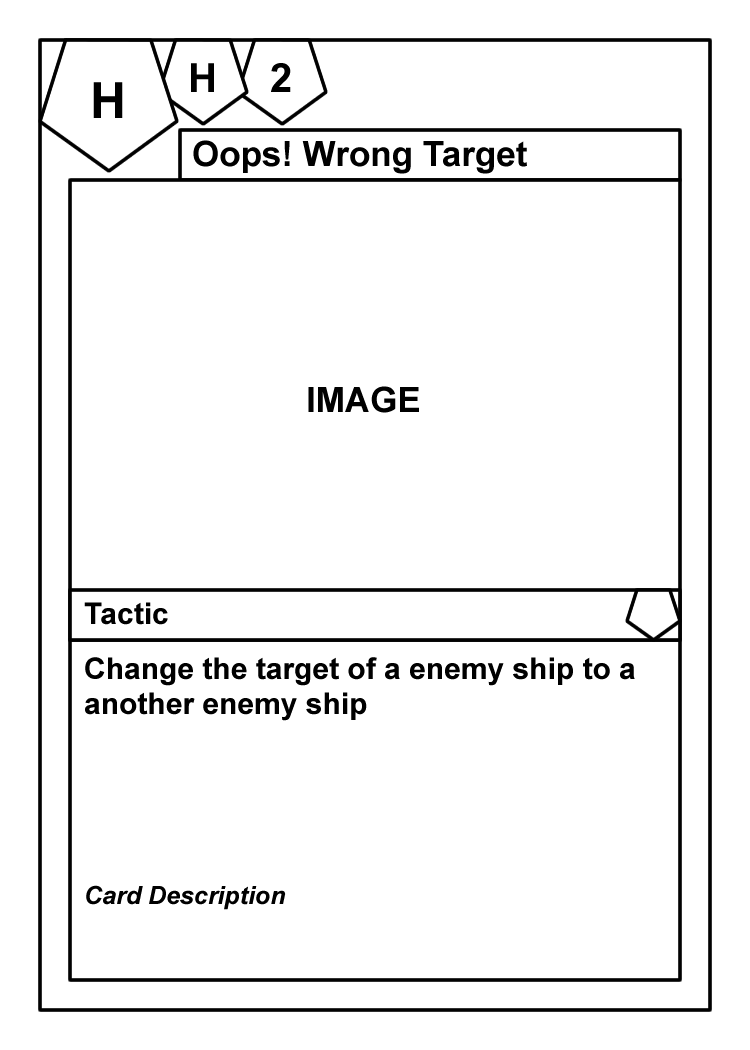 H H 2
Oops! Wrong Target
IMAGE
Tactic
Change the target of a enemy ship to a
another enemy ship
Card Description